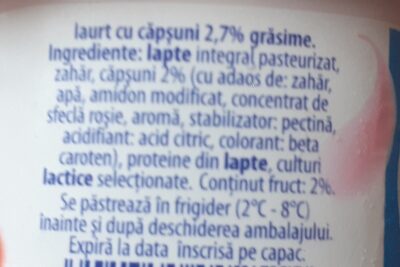 Iaurt cu căpșuni 2,7% grăsime.
Ingrediente: lapte integral pasteurizat,
zahăr, căpșuni 2% (cu adaos de: zahăr,
apă, amidon modificat, concentrat de
sfeclă roșie, aromă, stabilizator: pectină,
acidifiant: acid citric, colorant: beta
caroten), proteine din lapte, culturi
lactice selecționate. Conținut fruct: 2%.
Se păstrează în frigider (2°C - 8°C)
înainte și după deschiderea ambalajului.
Expiră la data înscrisă pe capac.